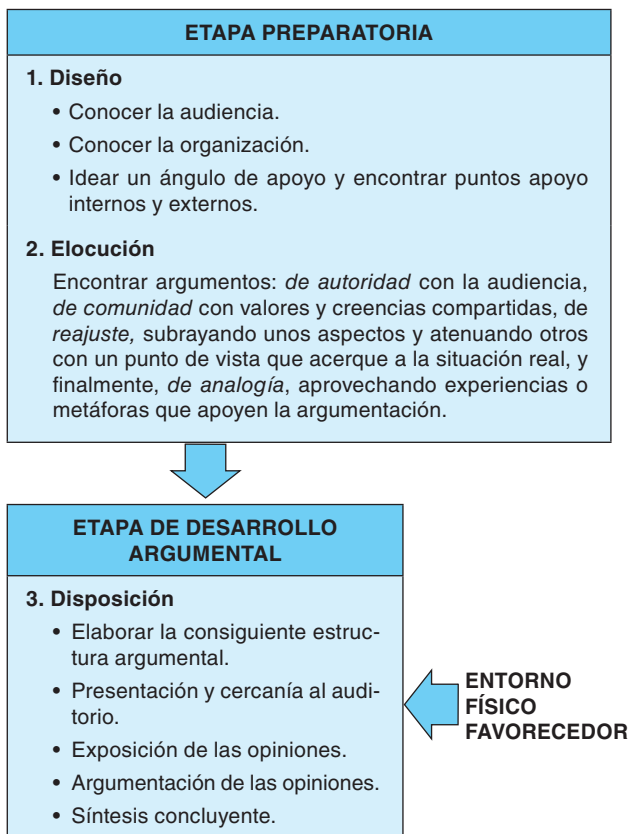 ETAPA PREPARATORIA
1. Diseño
• Conocer la audiencia.
• Conocer la organización.
• Idear un ángulo de apoyo y encontrar puntos apoyo
internos y externos.
2. Elocución
Encontrar argumentos: de autoridad con la audiencia,
de comunidad con valores y creencias compartidas, de
reajuste, subrayando unos aspectos y atenuando otros
con un punto de vista que acerque a la situación real, y
finalmente, de analogía, aprovechando experiencias o
metáforas que apoyen la argumentación.
ETAPA DE DESARROLLO
ARGUMENTAL
3. Disposición
• Elaborar la consiguiente estruc-
tura argumental.
• Presentación y cercanía al audi-
torio.
• Exposición de las opiniones.
• Argumentación de las opiniones.
• Síntesis concluyente.
ENTORNO
FÍSICO
FAVORECEDOR